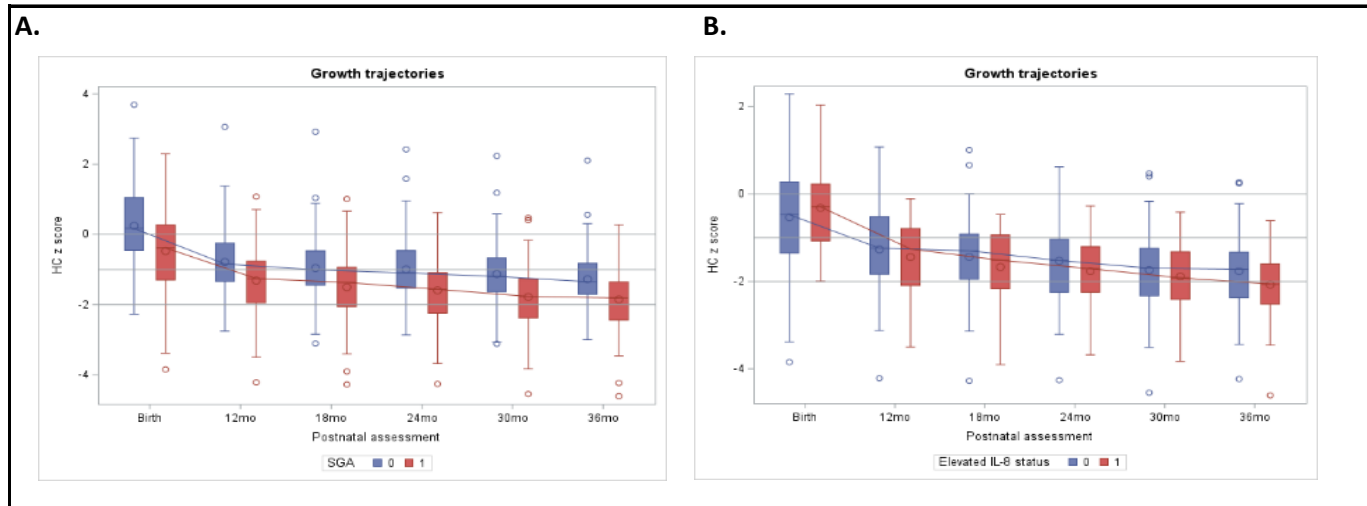 A.
Growth trajectories
HC z score
4
2
0
-2
-4
Birth 12mo 18mo 24mo 30mo 36mo
Postnatal assessment
SGA 0 1
B.
Growth trajectories
HC z score
2
0
-2
-4
Birth 12mo 18mo 24mo 30mo 36mo
Postnatal assessment
Elevated IL-8 status 0 1